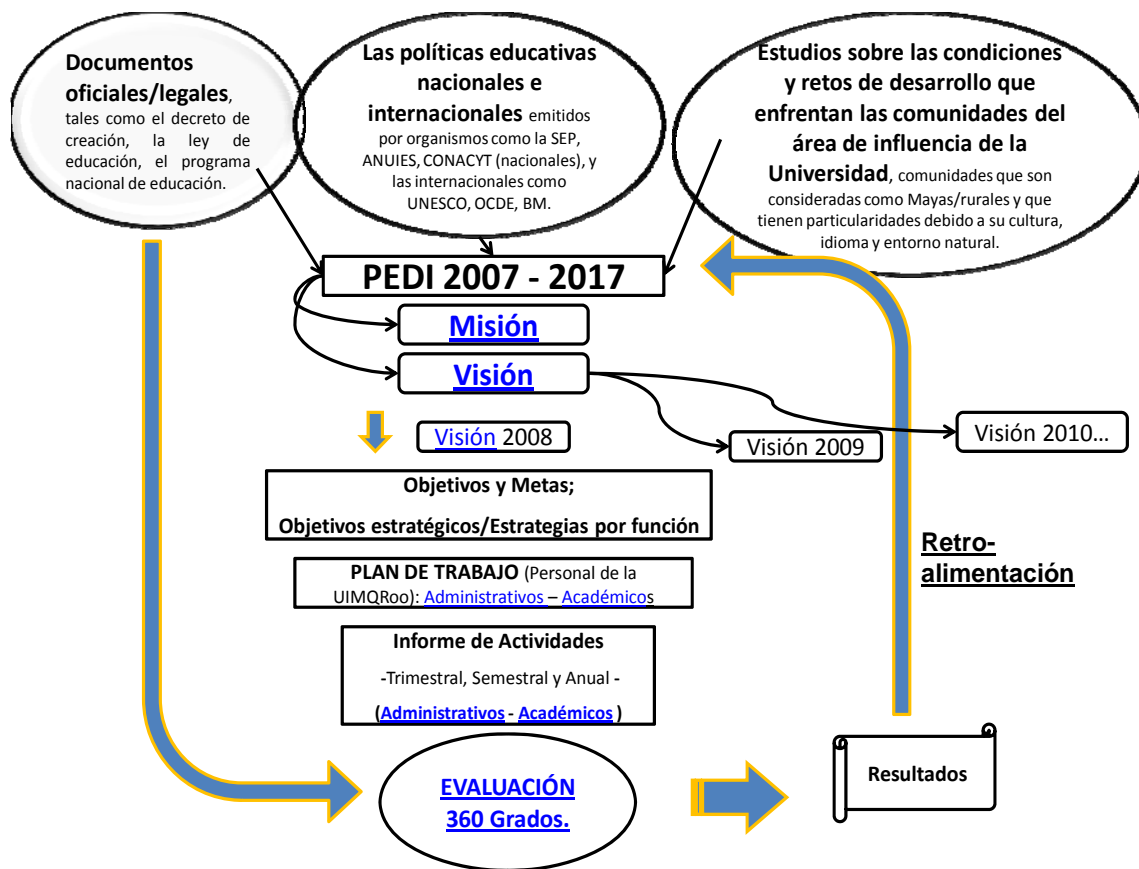 Documentos
oficiales/legales,
tales como el decreto de
creación, la ley de
educación, el programa
nacional de educación.
Las políticas educativas
nacionales e
internacionales emitidos
por organismos como la SEP,
ANUIES, CONACYT (nacionales), y
las internacionales como
UNESCO, OCDE, BM.
Estudios sobre las condiciones
y retos de desarrollo que
enfrentan las comunidades del
área de influencia de la
Universidad, comunidades que son
consideradas como Mayas/rurales y que
tienen particularidades debido a su cultura,
idioma y entorno natural.
PEDI 2007 - 2017
Misión
Visión
Visión 2008
Visión 2009
Visión 2010...
Objetivos y Metas;
Objetivos estratégicos/Estrategias por función
PLAN DE TRABAJO (Personal de la
UIMQRoo): Administrativos – Académicos
Informe de Actividades
-Trimestral, Semestral y Anual -
(Administrativos - Académicos )
Retro-
alimentación
EVALUACIÓN
360 Grados.
Resultados